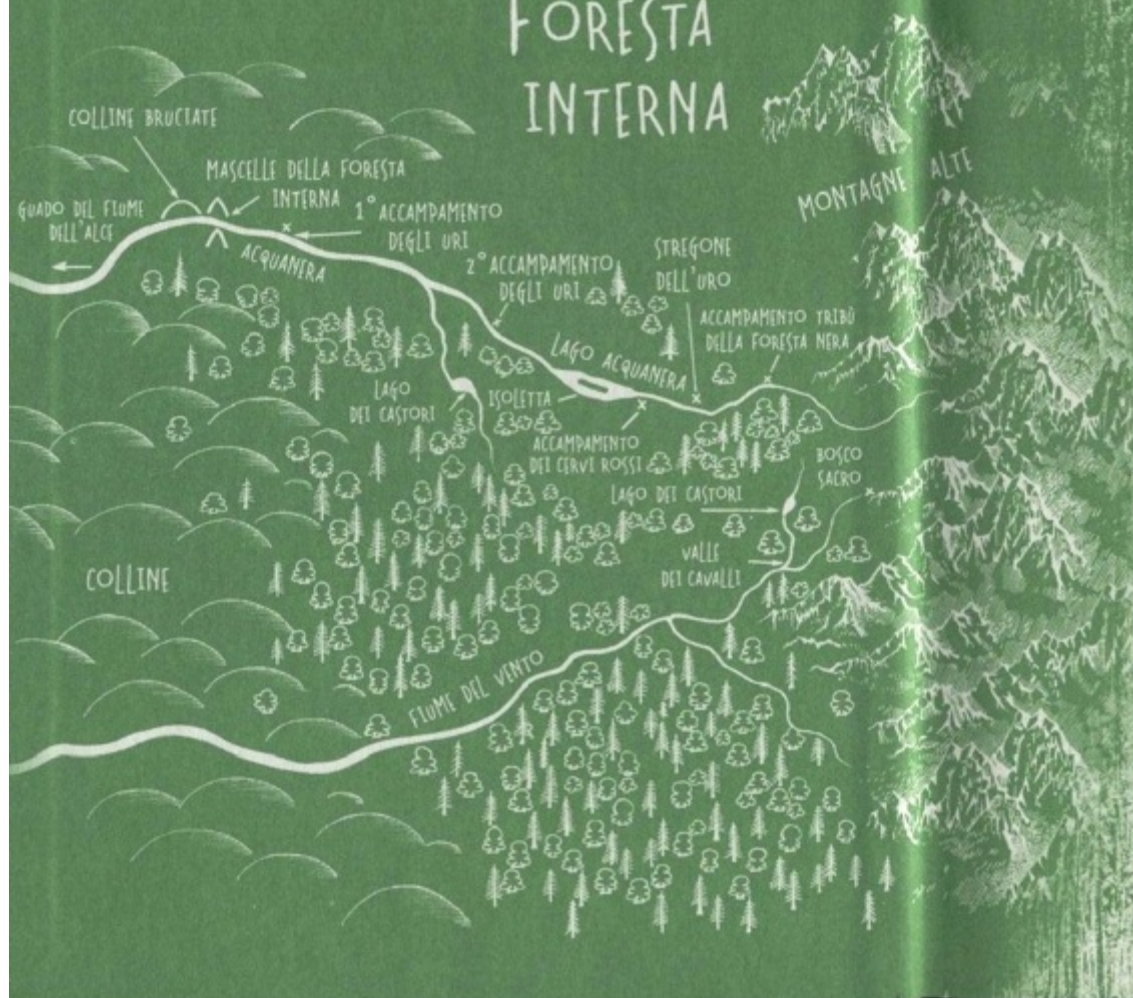 FORESTA
INTERNA
COLLINE BRUCIATE
MASCELLE DELLA FORESTA
INTERNA
GUADO DEL FIUME
DELL'ALCE
1° ACCAMPAMENTO
DEGLI URI
ACQUANERA
2° ACCAMPAMENTO
DEGLI URI
STREGONE
DELL'URO
MONTAGNE ALTE
ACCAMPAMENTO TRIBÙ
DELLA FORESTA NERA
LAGO ACQUANERA
LAGO
DEI CASTORI
ISOLETTA
ACCAMPAMENTO
DEI CERVI ROSSI
BOSCO
SACRO
LAGO DEI CASTORI
VALLE
DEI CAVALLI
COLLINE
FIUME DEL VENTO